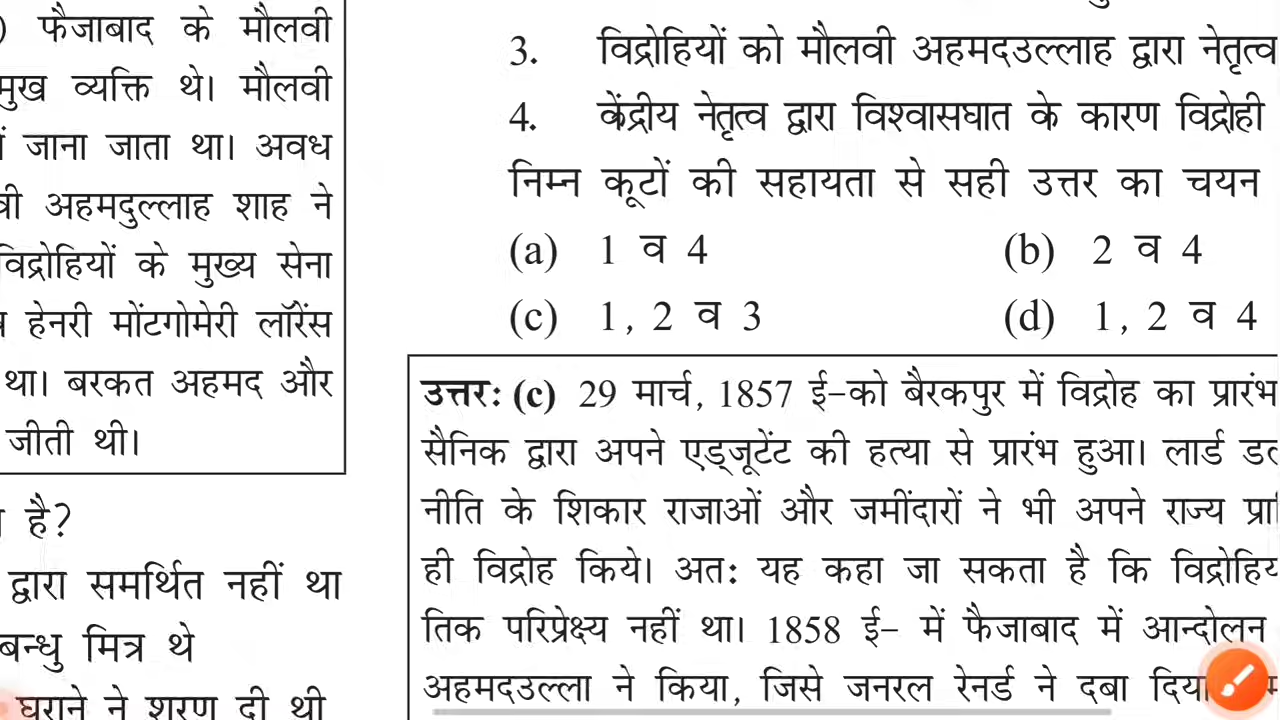 ) फैजाबाद के मौलवी
मुख व्यक्ति थे। मौलवी
जाना जाता था। अवध
अहमदुल्लाह शाह ने
विद्रोहियों के मुख्य सेना
हेनरी मोंटगोमेरी लॉरेंस
था। बरकत अहमद और
जीती थी।
है?
द्वारा समर्थित नहीं था
बन्धु मित्र थे
घराने ने शरण दी थी
3. विद्रोहियों को मौलवी अहमदउल्लाह द्वारा नेतृत्व
4. केंद्रीय नेतृत्व द्वारा विश्वासघात के कारण विद्रोही
निम्न कूटों की सहायता से सही उत्तर का चयन
(a) 1 व 4 (b) 2 व 4
(c) 1, 2 व 3 (d) 1, 2 व 4
उत्तर: (c) 29 मार्च, 1857 ई-को बैरकपुर में विद्रोह का प्रारंभ
सैनिक द्वारा अपने एड्जूटेंट की हत्या से प्रारंभ हुआ। लार्ड
नीति के शिकार राजाओं और जमींदारों ने भी अपने राज्य
ही विद्रोह किये। अत: यह कहा जा सकता है कि
तिक परिप्रेक्ष्य नहीं था। 1858 ई- में फैजाबाद में आन्दोलन
अहमदउल्ला ने किया, जिसे जनरल रेनर्ड ने दबा दिया